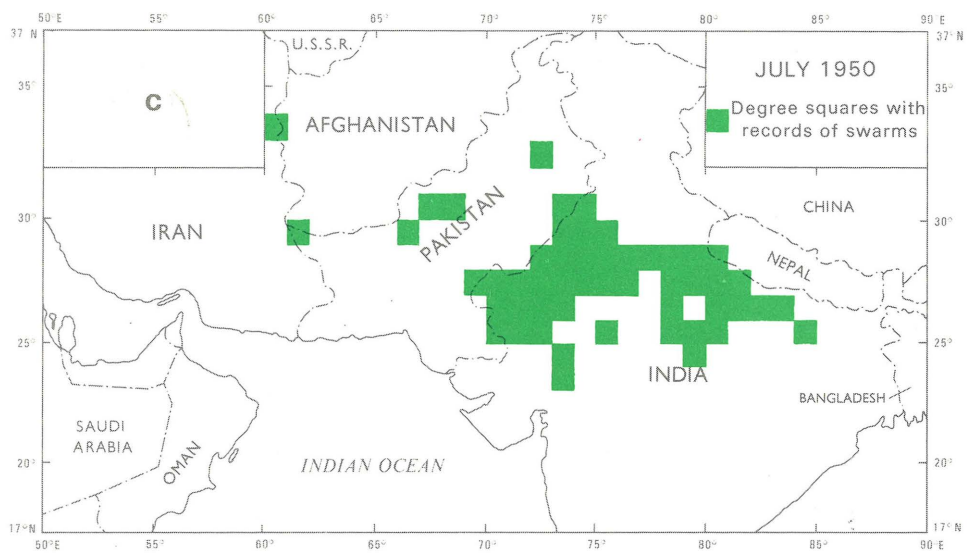 50°E 55° 60° 65° 70° 75° 80° 85° 90 E
37 N
37° N
U.S.S.R.
JULY 1950
35°
35°
C
Degree squares with
records of swarms
AFGHANISTAN
CHINA
30°
30°
IRAN
PAKISTAN
NEPAL
25°
25°
INDIA
BANGLADESH
SAUDI
ARABIA
OMAN
INDIAN OCEAN
20°
20°
17°N
17° N
50°E 55° 60° 65° 70° 75° 80° 85° 90°E